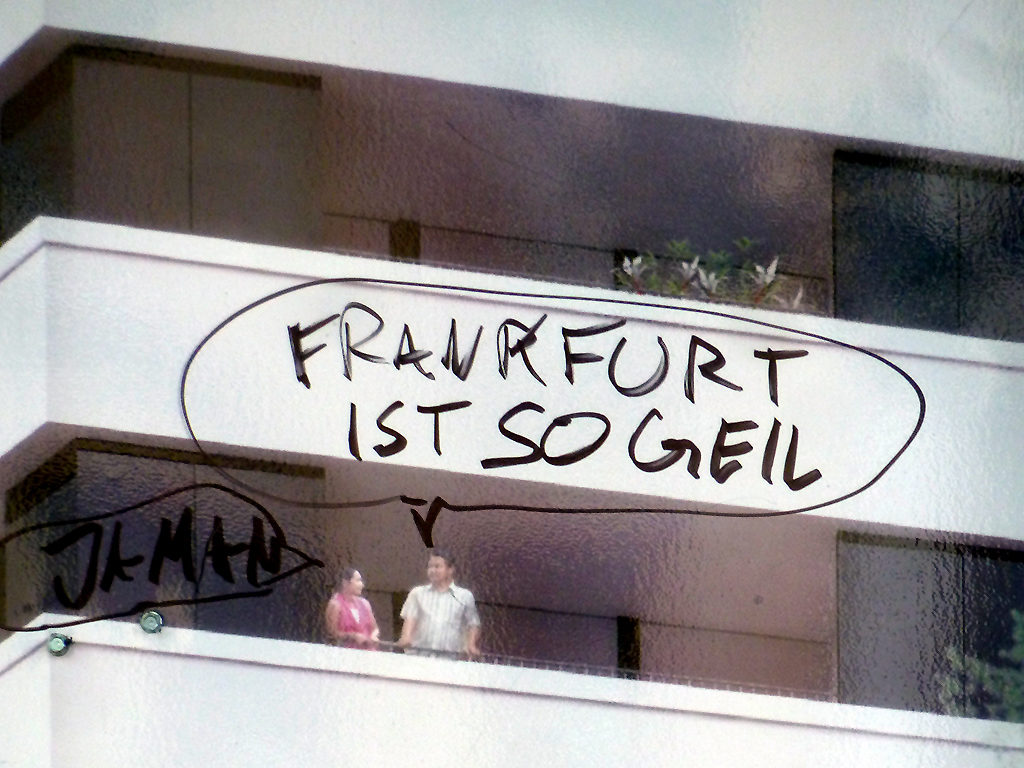 FRANKFURT
IST SO GEIL
JA MAN